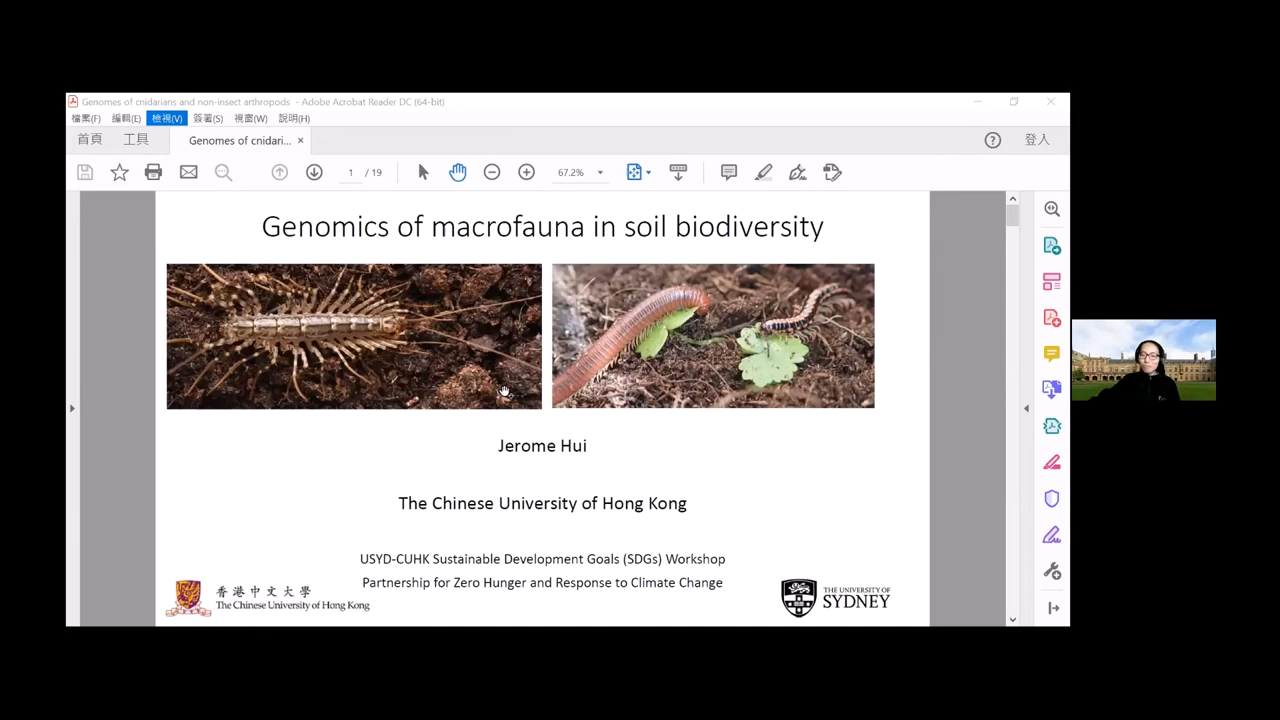 Genomes of cnidarians and non-insect arthropods - Adobe Acrobat Reader DC (64-bit)
檔案(F) 編輯(E) 檢視(V) 簽署(S) 視窗(W) 說明(H)
首頁 工具 Genomes of cnidari... × 登入
1 / 19 67.2%
Genomics of macrofauna in soil biodiversity
Jerome Hui
The Chinese University of Hong Kong
USYD-CUHK Sustainable Development Goals (SDGs) Workshop
Partnership for Zero Hunger and Response to Climate Change
香港中文大學
The Chinese University of Hong Kong
THE UNIVERSITY OF
SYDNEY